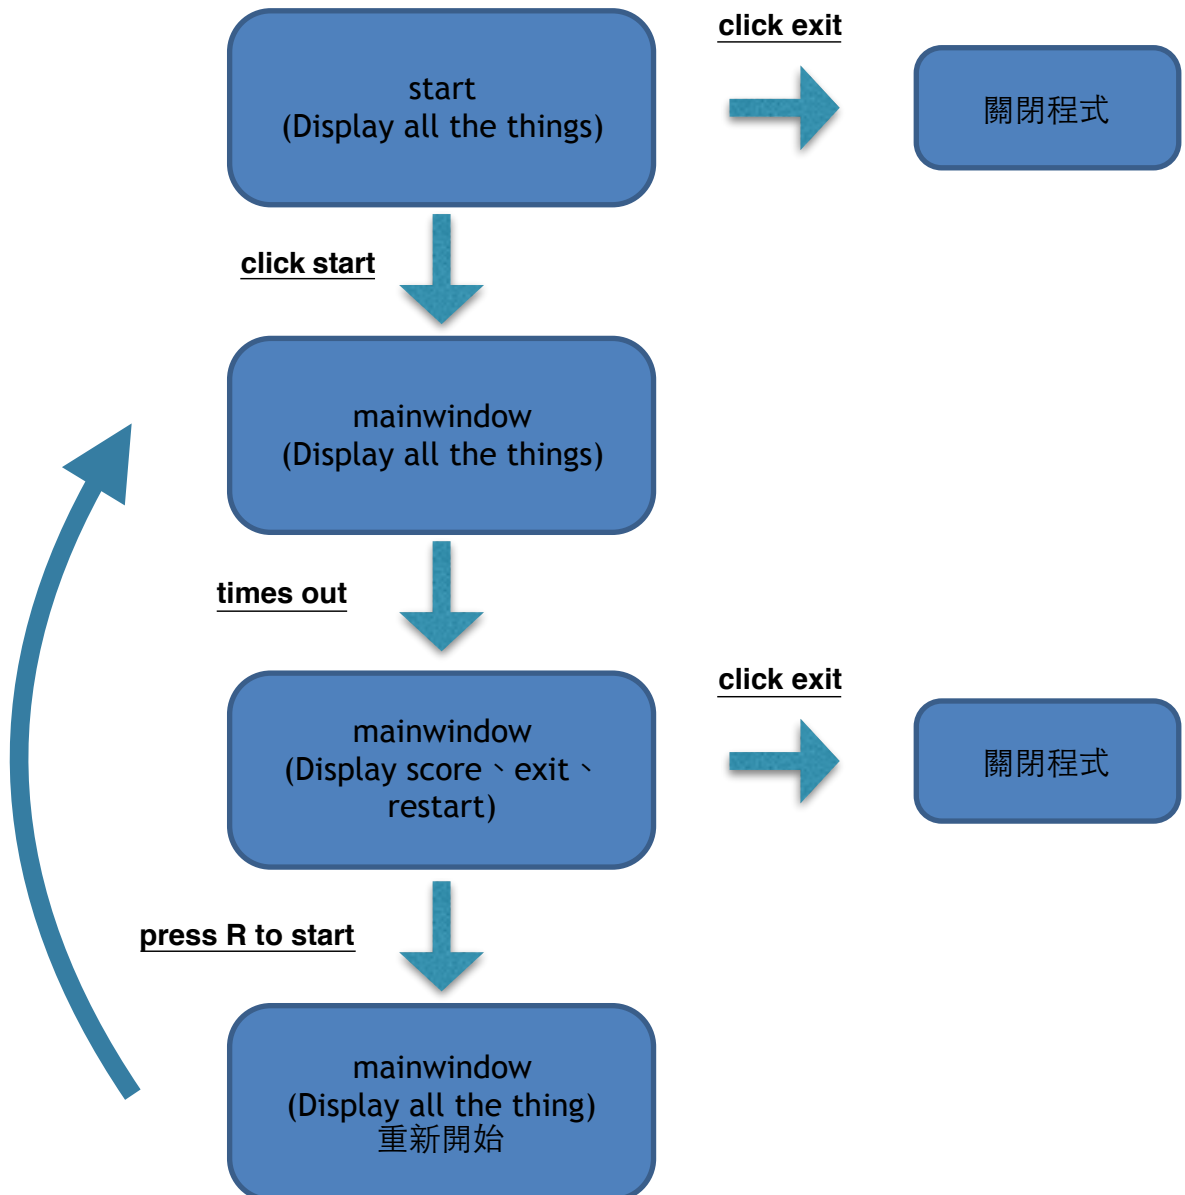 start
(Display all the things)
click exit
關閉程式
click start
mainwindow
(Display all the things)
times out
mainwindow
(Display score、exit、
restart)
click exit
關閉程式
press R to start
mainwindow
(Display all the thing)
重新開始